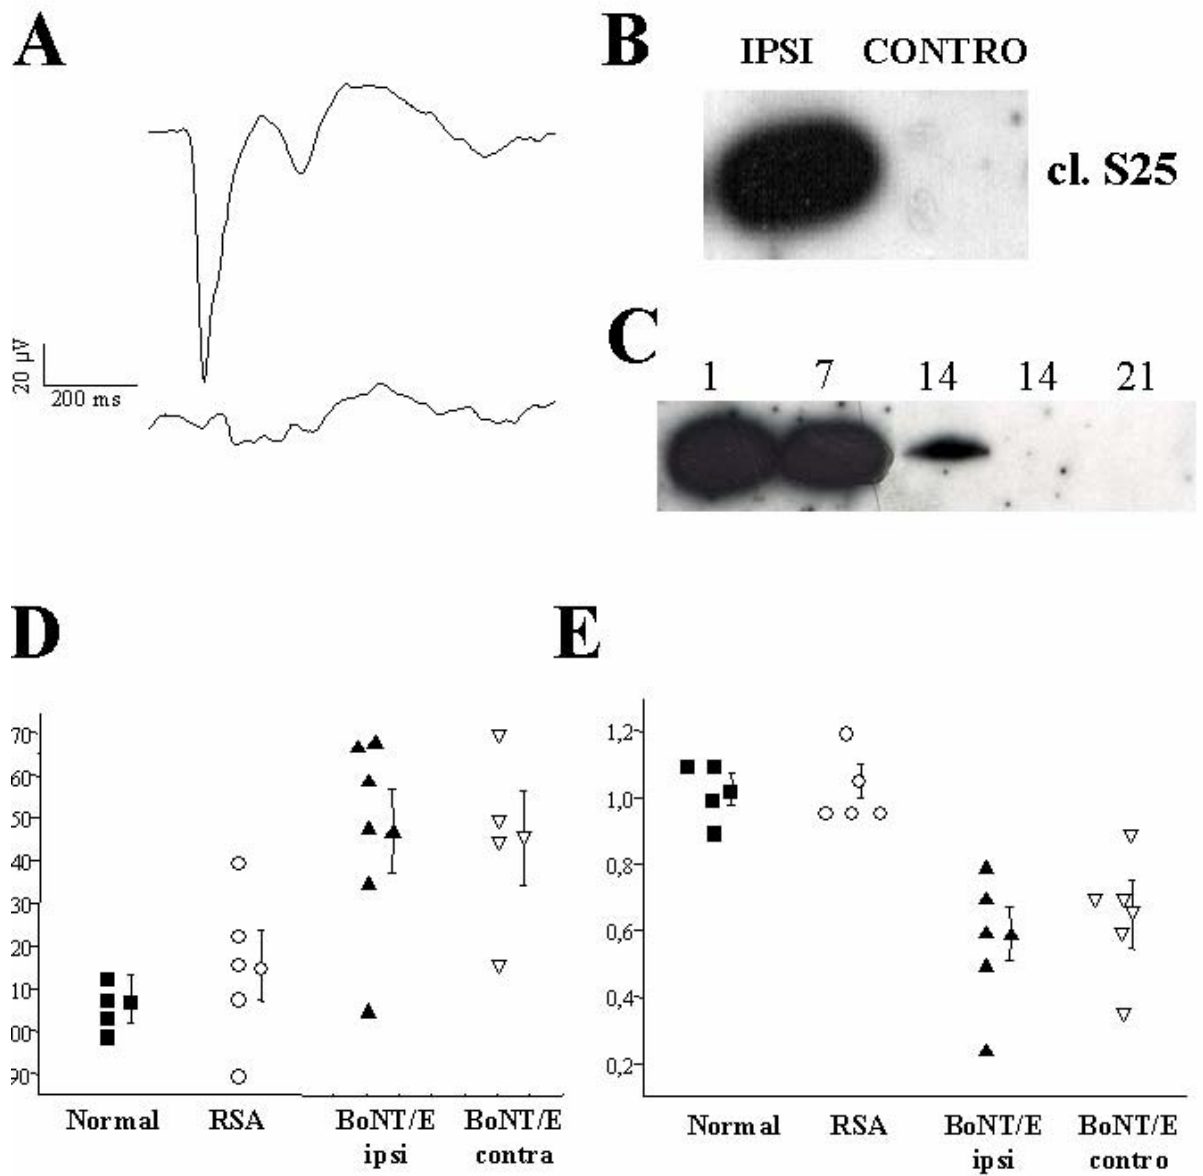 A
20 μV
200 ms
B
IPSI CONTRO
cl. S25
C
1 7 14 14 21
D
70
60
50
40
30
20
10
00
90
Normal RSA BoNT/E ipsi BoNT/E contra
E
1,2
1,0
0,8
0,6
0,4
0,2
Normal RSA BoNT/E ipsi BoNT/E contro